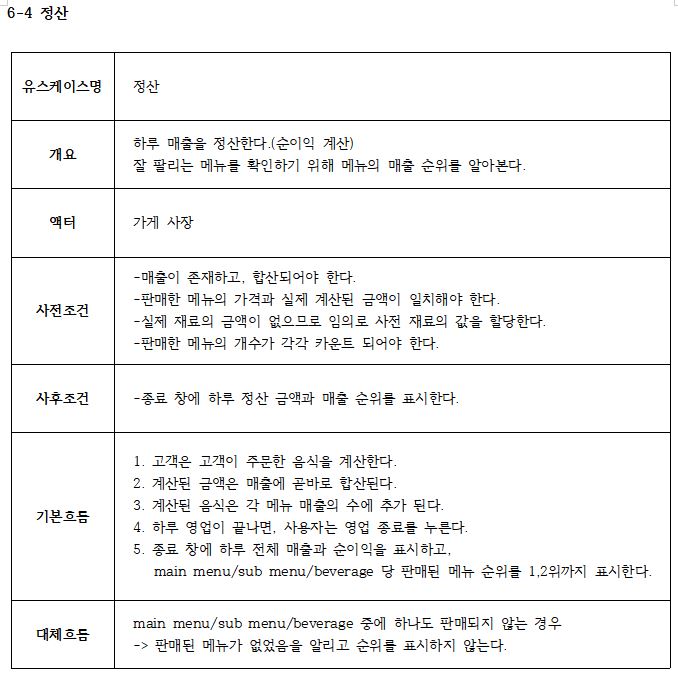 6-4 정산
유스케이스명
정산
개요
하루 매출을 정산한다.(순이익 계산)
잘 팔리는 메뉴를 확인하기 위해 메뉴의 매출 순위를 알아본다.
액터
가게 사장
사전조건
-매출이 존재하고, 합산되어야 한다.
-판매한 메뉴의 가격과 실제 계산된 금액이 일치해야 한다.
-실제 재료의 금액이 없으므로 임의로 사전 재료의 값을 할당한다.
-판매한 메뉴의 개수가 각각 카운트 되어야 한다.
사후조건
-종료 창에 하루 정산 금액과 매출 순위를 표시한다.
기본흐름
1. 고객은 고객이 주문한 음식을 계산한다.
2. 계산된 금액은 매출에 곧바로 합산된다.
3. 계산된 음식은 각 메뉴 매출의 수에 추가 된다.
4. 하루 영업이 끝나면, 사용자는 영업 종료를 누른다.
5. 종료 창에 하루 전체 매출과 순이익을 표시하고,
main menu/sub menu/beverage 당 판매된 메뉴 순위를 1,2위까지 표시한다.
대체흐름
main menu/sub menu/beverage 중에 하나도 판매되지 않는 경우
-> 판매된 메뉴가 없었음을 알리고 순위를 표시하지 않는다.